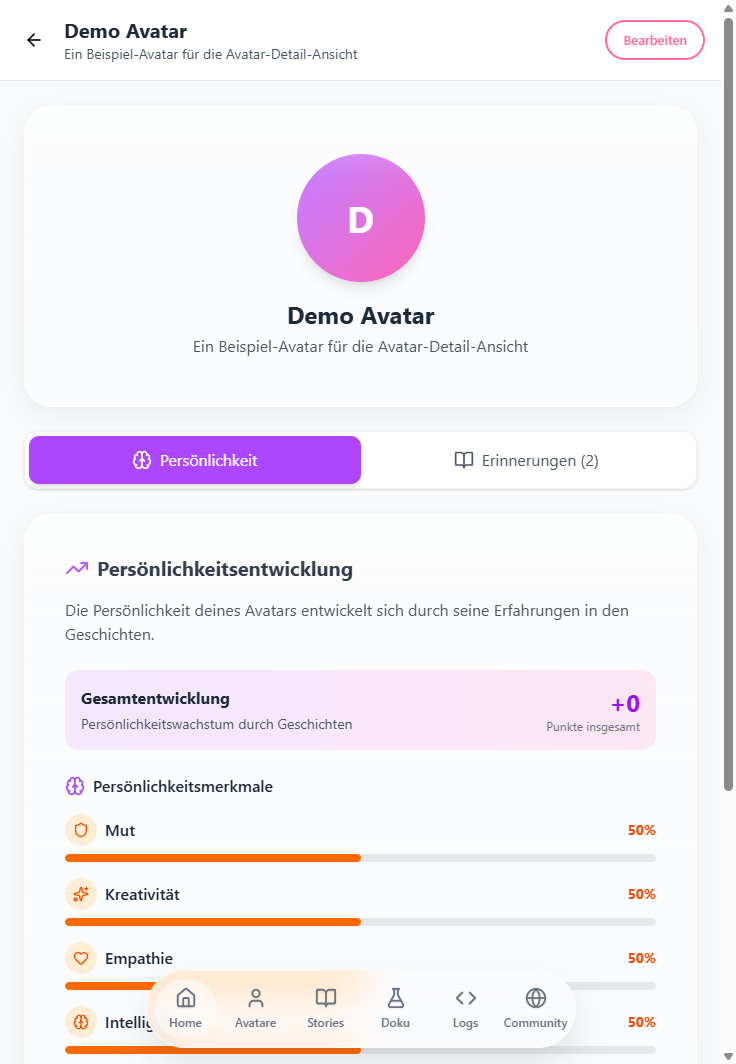 Demo Avatar
Ein Beispiel-Avatar für die Avatar-Detail-Ansicht
Bearbeiten
D
Demo Avatar
Ein Beispiel-Avatar für die Avatar-Detail-Ansicht
Persönlichkeit
Erinnerungen (2)
Persönlichkeitsentwicklung
Die Persönlichkeit deines Avatars entwickelt sich durch seine Erfahrungen in den
Geschichten.
Gesamtentwicklung
+0
Persönlichkeitswachstum durch Geschichten
Punkte insgesamt
Persönlichkeitsmerkmale
Mut
50%
Kreativität
50%
Empathie
50%
50%
Home
Avatare
Stories
Doku
Logs
Community